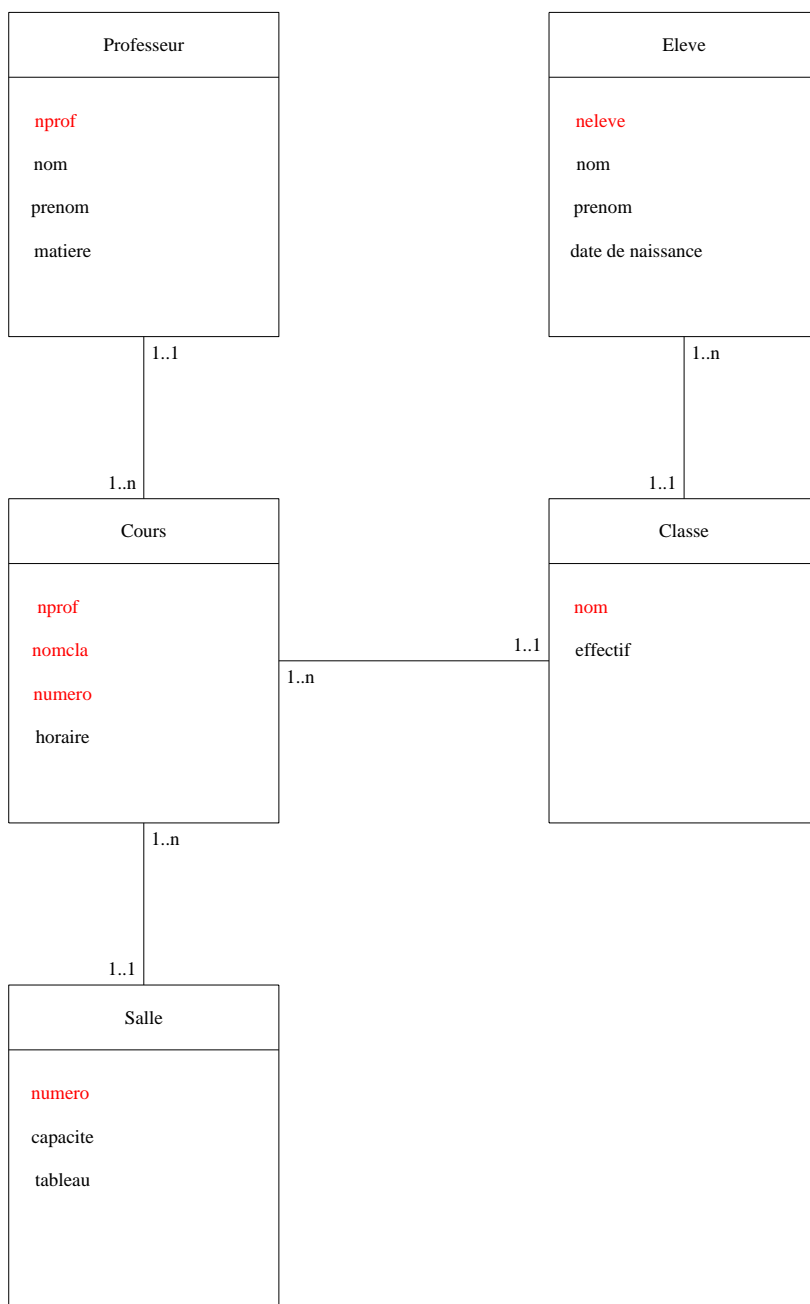 Professeur
nprof
nom
prenom
matiere
Eleve
neleve
nom
prenom
date de naissance
1..1
1..n
1..n
1..1
Cours
nprof
nomcla
numero
horaire
1..1
1..n
Classe
nom
effectif
1..n
1..1
Salle
numero
capacite
tableau